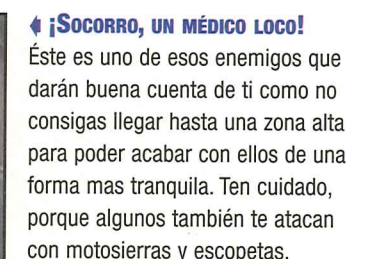 ¡SOCORRO, UN MÉDICO LOCO!
Éste es uno de esos enemigos que
darán buena cuenta de ti como no
consigas llegar hasta una zona alta
para poder acabar con ellos de una
forma mas tranquila. Ten cuidado,
porque algunos también te atacan
con motosierras y escopetas.